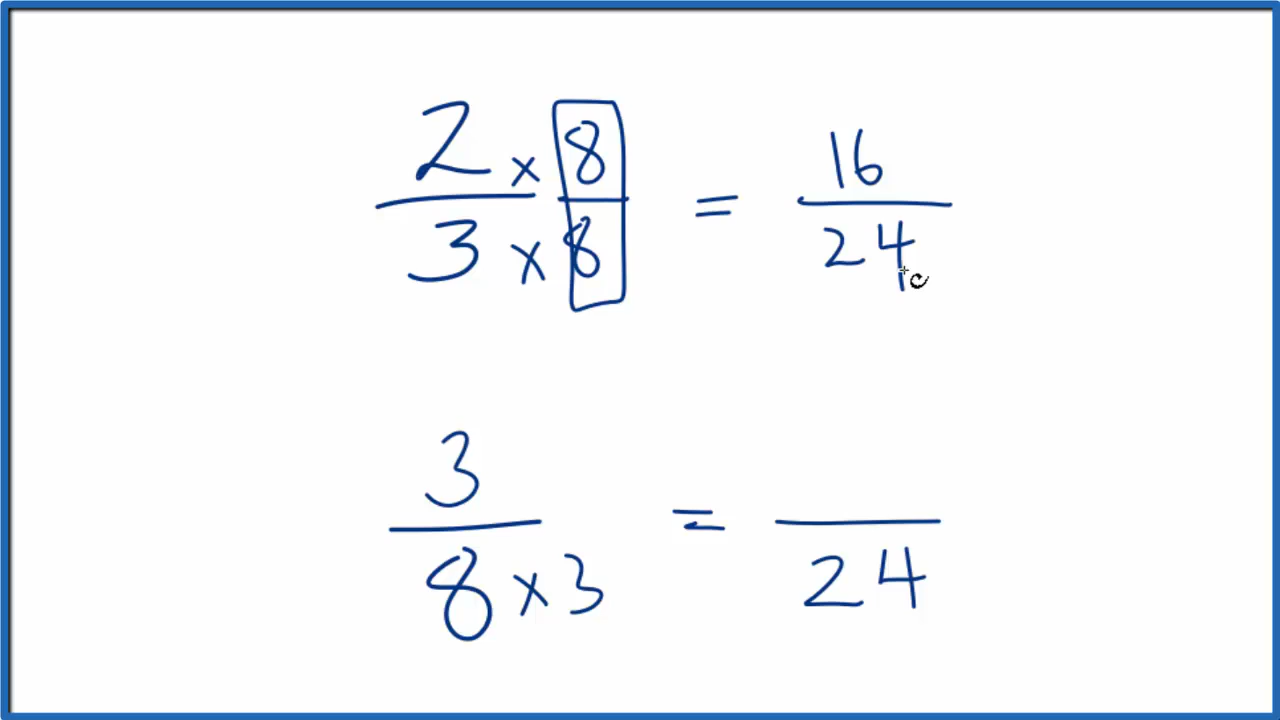 2 x 8 = 16
3 x 8 24
3 =
8 x 3 24